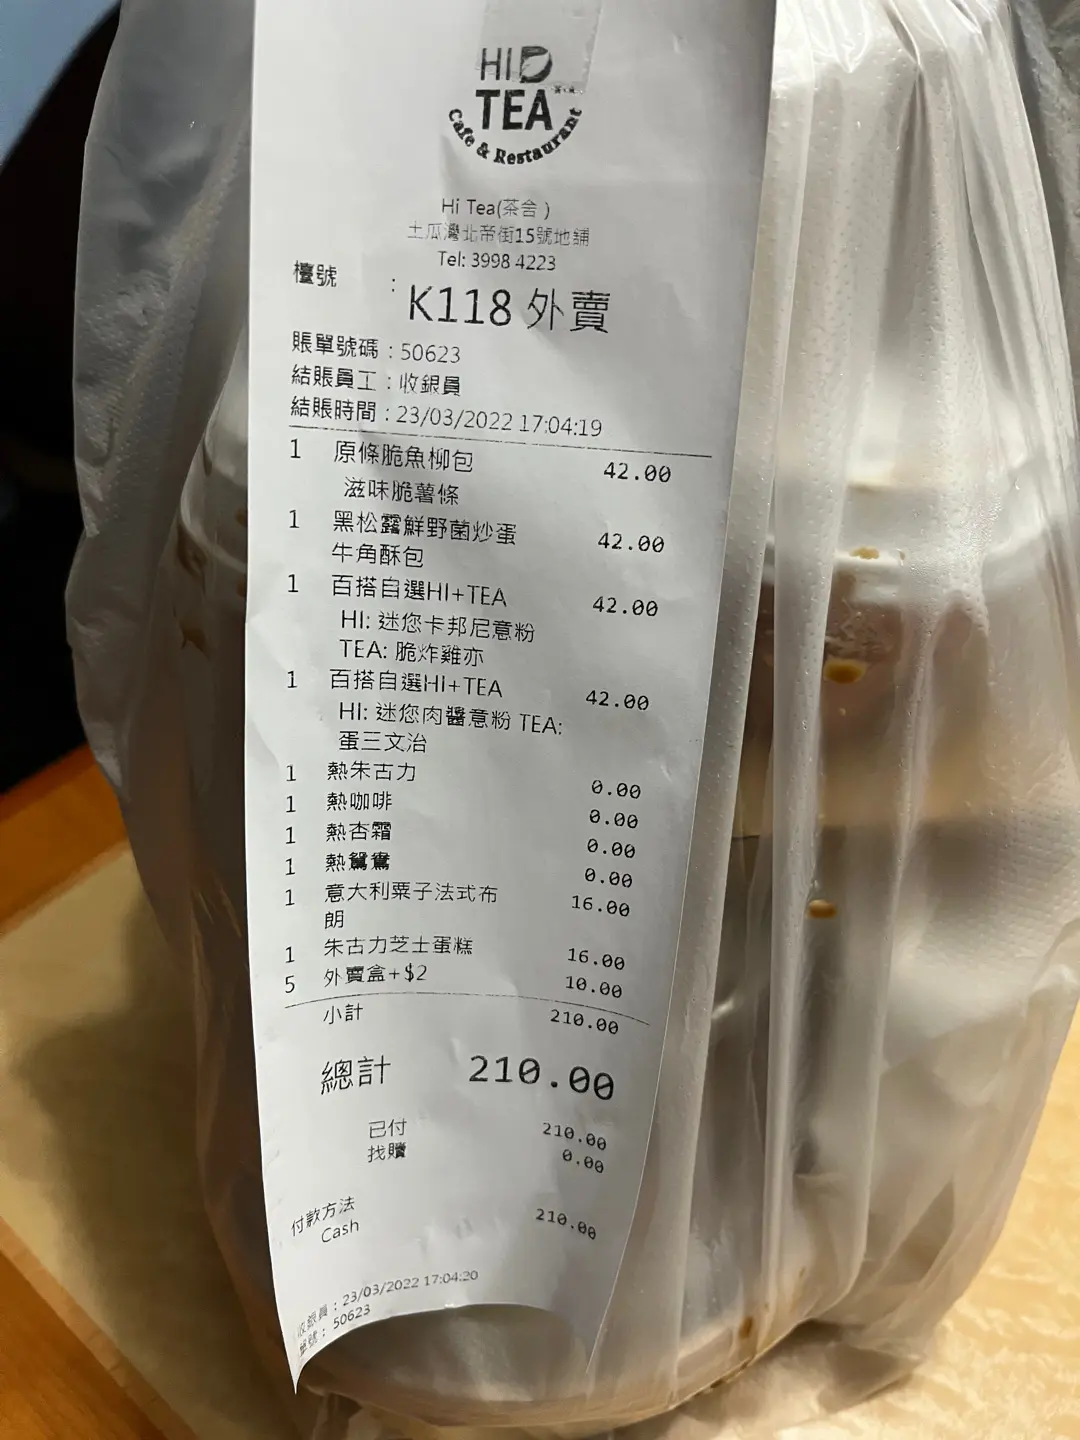 HI
TEA
Cafe & Restaurant
Hi Tea(茶舍)
土瓜灣北帝街15號地舖
Tel: 3998 4223
檯號 : K118 外賣
賬單號碼 : 50623
結賬員工 : 收銀員
結賬時間 : 23/03/2022 17:04:19
1 原條脆魚柳包 42.00
滋味脆薯條
1 黑松露鮮野菌炒蛋 42.00
牛角酥包
1 百搭自選HI+TEA 42.00
HI: 迷您卡邦尼意粉
TEA: 脆炸雞亦
1 百搭自選HI+TEA 42.00
HI: 迷您肉醬意粉 TEA:
蛋三文治
1 熱朱古力 0.00
1 熱咖啡 0.00
1 熱杏霜 0.00
1 熱鴛鴦 0.00
1 意大利粟子法式布 16.00
朗
1 朱古力芝士蛋糕 16.00
5 外賣盒+$2 10.00
小計 210.00
總計 210.00
已付 210.00
找贖 0.00
付款方法
Cash 210.00
收銀員 : 23/03/2022 17:04:20
單號 : 50623